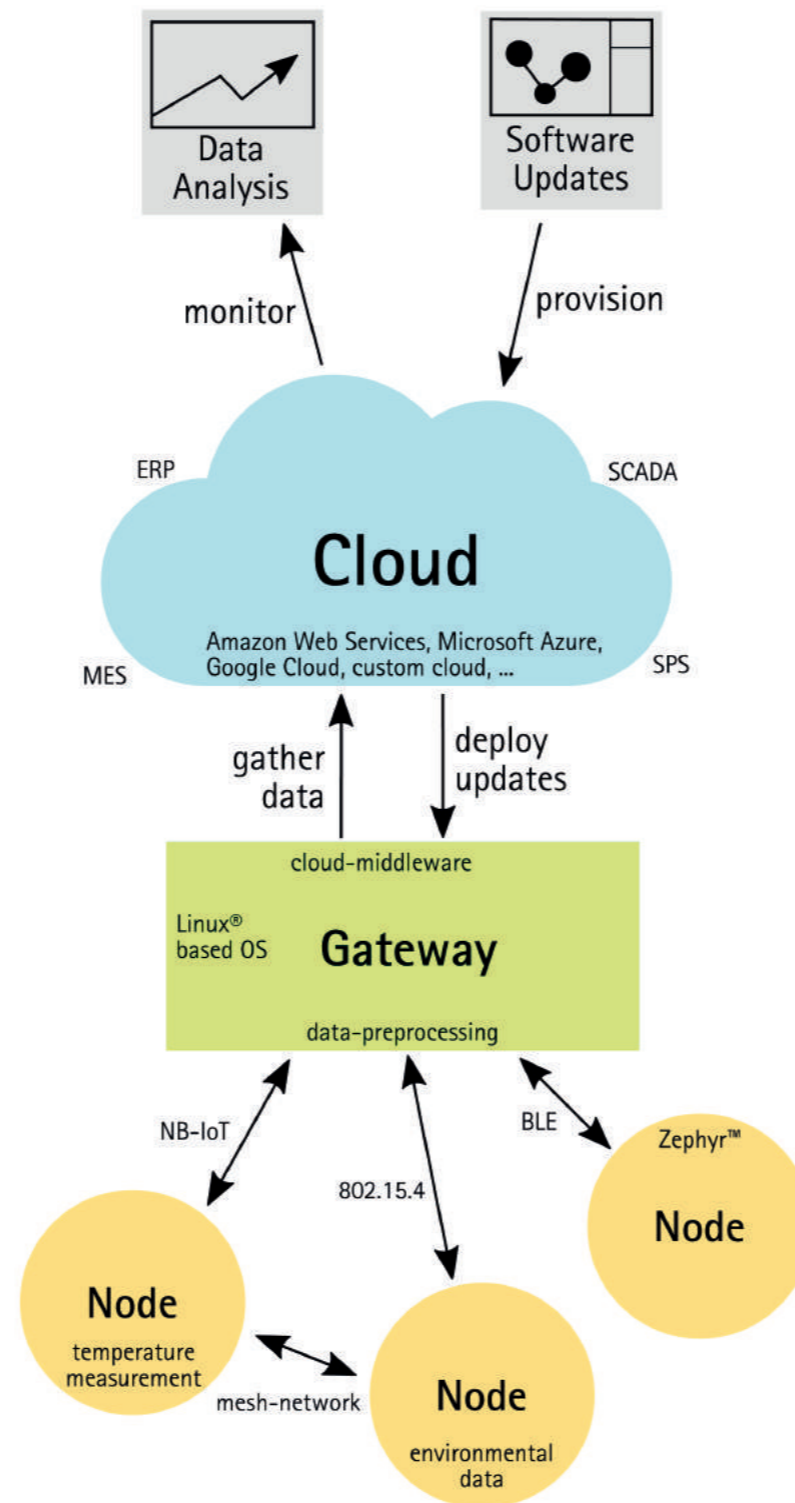 Data
Analysis
Software
Updates
monitor
provision
ERP
SCADA
Cloud
Amazon Web Services, Microsoft Azure,
Google Cloud, custom cloud, ...
MES
SPS
gather
data
deploy
updates
cloud-middleware
Linux®
based OS
Gateway
data-preprocessing
NB-IoT
BLE
802.15.4
Zephyr™
Node
Node
temperature
measurement
mesh-network
Node
environmental
data